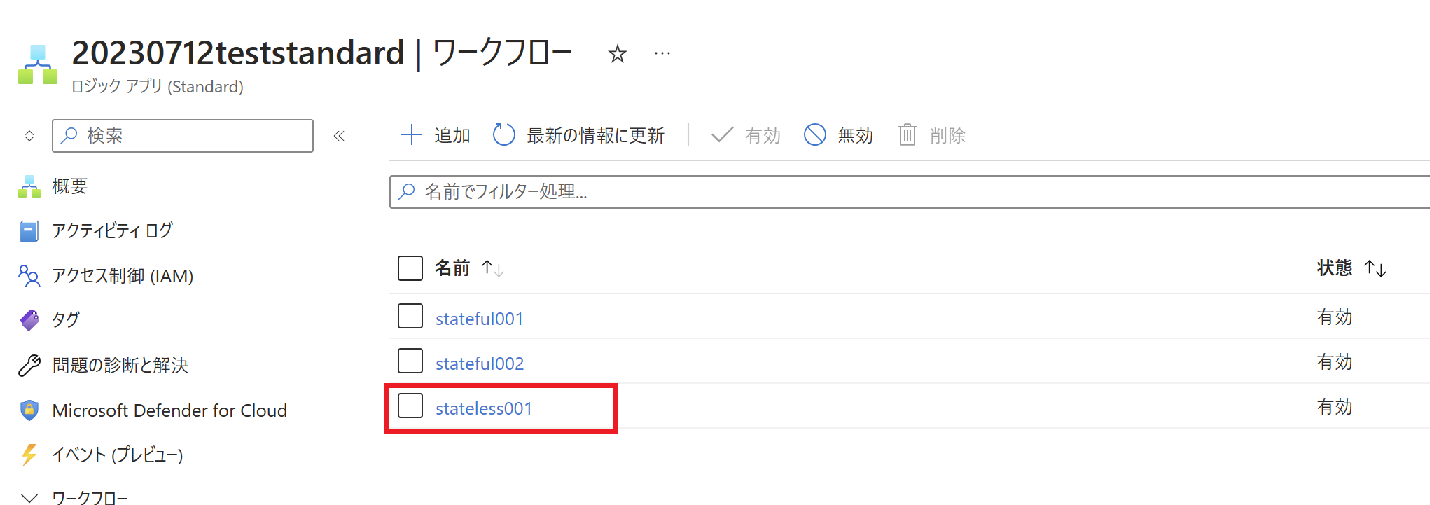 20230712teststandard | ワークフロー
ロジック アプリ (Standard)
検索
追加 最新の情報に更新 有効 無効 削除
名前でフィルター処理...
概要
アクティビティ ログ
アクセス制御 (IAM)
タグ
問題の診断と解決
Microsoft Defender for Cloud
イベント (プレビュー)
ワークフロー
名前 状態
stateful001 有効
stateful002 有効
stateless001 有効